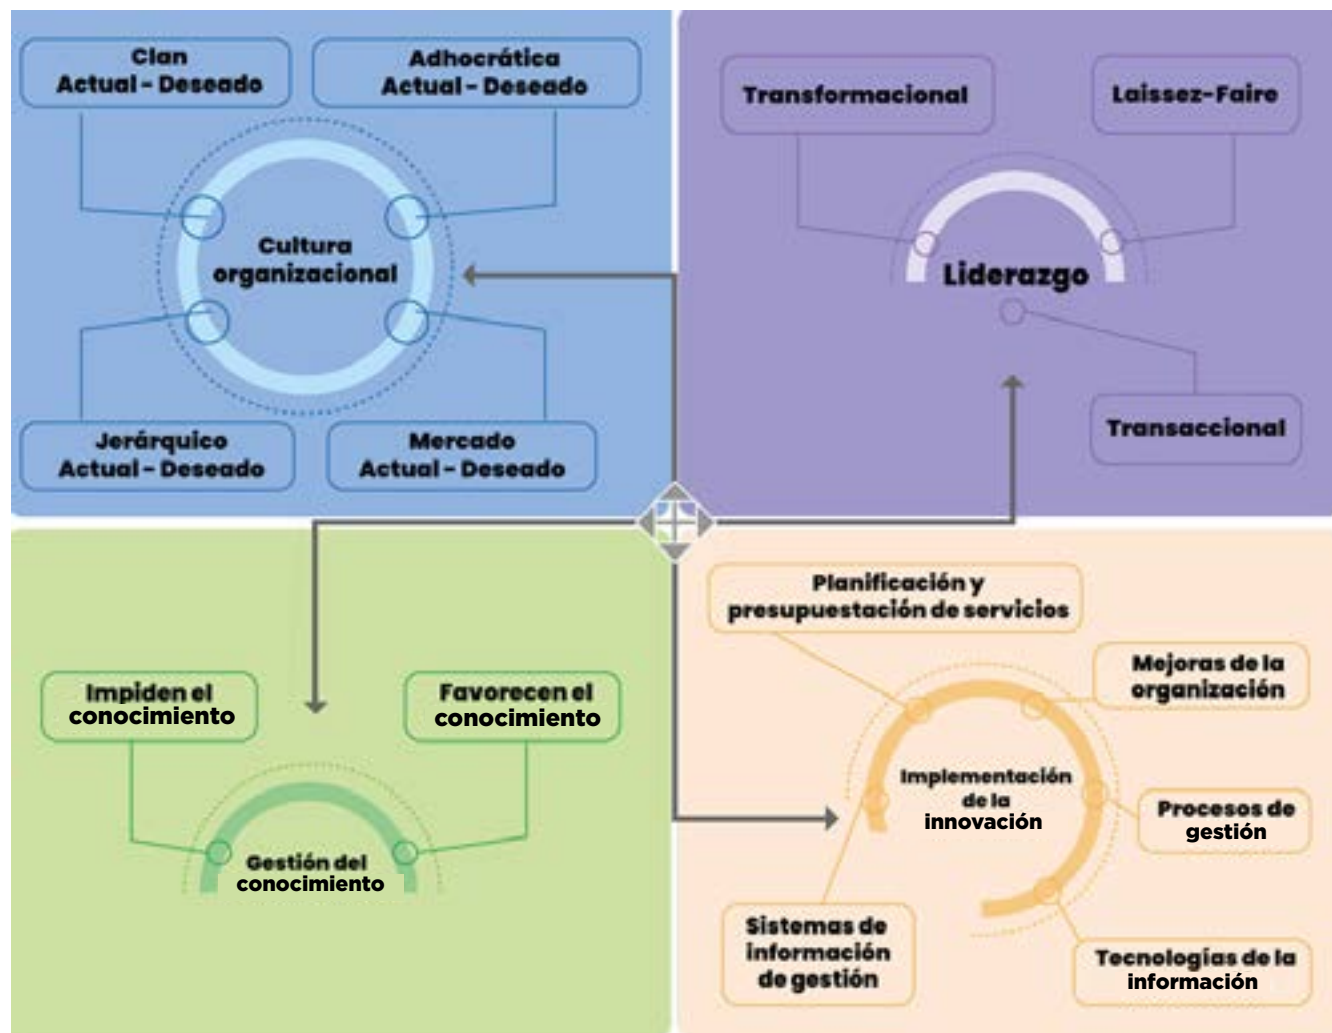 Clan
Actual - Deseado
Adhocrática
Actual - Deseado
Cultura
organizacional
Jerárquico
Actual - Deseado
Mercado
Actual - Deseado
Transformacional
Laissez-Faire
Liderazgo
Transaccional
Impiden el
conocimiento
Favorecen el
conocimiento
Gestión del
conocimiento
Planificación y
presupuestación de servicios
Mejoras de la
organización
Implementación
de la
innovación
Procesos de
gestión
Sistemas de
información
de gestión
Tecnologías de la
información